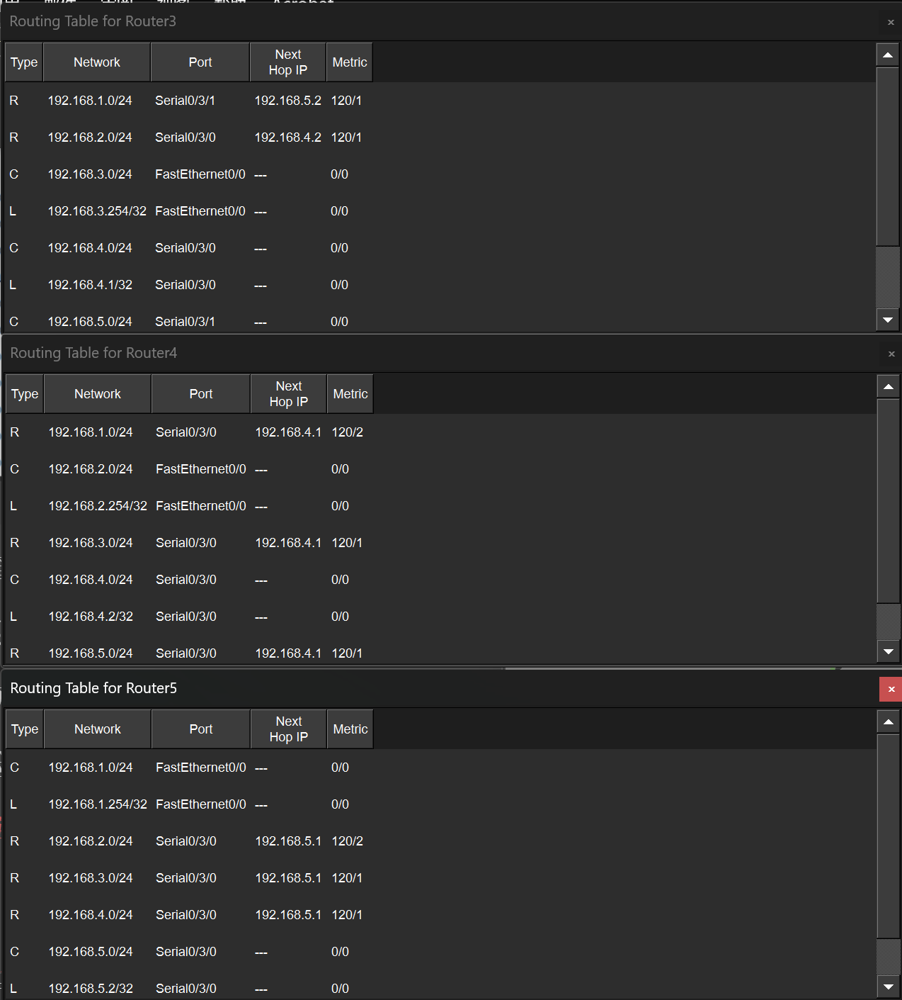 Acrobat
Routing Table for Router3
Type Network Port Next Hop IP Metric
R 192.168.1.0/24 Serial0/3/1 192.168.5.2 120/1
R 192.168.2.0/24 Serial0/3/0 192.168.4.2 120/1
C 192.168.3.0/24 FastEthernet0/0 --- 0/0
L 192.168.3.254/32 FastEthernet0/0 --- 0/0
C 192.168.4.0/24 Serial0/3/0 --- 0/0
L 192.168.4.1/32 Serial0/3/0 --- 0/0
C 192.168.5.0/24 Serial0/3/1 --- 0/0
Routing Table for Router4
Type Network Port Next Hop IP Metric
R 192.168.1.0/24 Serial0/3/0 192.168.4.1 120/2
C 192.168.2.0/24 FastEthernet0/0 --- 0/0
L 192.168.2.254/32 FastEthernet0/0 --- 0/0
R 192.168.3.0/24 Serial0/3/0 192.168.4.1 120/1
C 192.168.4.0/24 Serial0/3/0 --- 0/0
L 192.168.4.2/32 Serial0/3/0 --- 0/0
R 192.168.5.0/24 Serial0/3/0 192.168.4.1 120/1
Routing Table for Router5
Type Network Port Next Hop IP Metric
C 192.168.1.0/24 FastEthernet0/0 --- 0/0
L 192.168.1.254/32 FastEthernet0/0 --- 0/0
R 192.168.2.0/24 Serial0/3/0 192.168.5.1 120/2
R 192.168.3.0/24 Serial0/3/0 192.168.5.1 120/1
R 192.168.4.0/24 Serial0/3/0 192.168.5.1 120/1
C 192.168.5.0/24 Serial0/3/0 --- 0/0
L 192.168.5.2/32 Serial0/3/0 --- 0/0